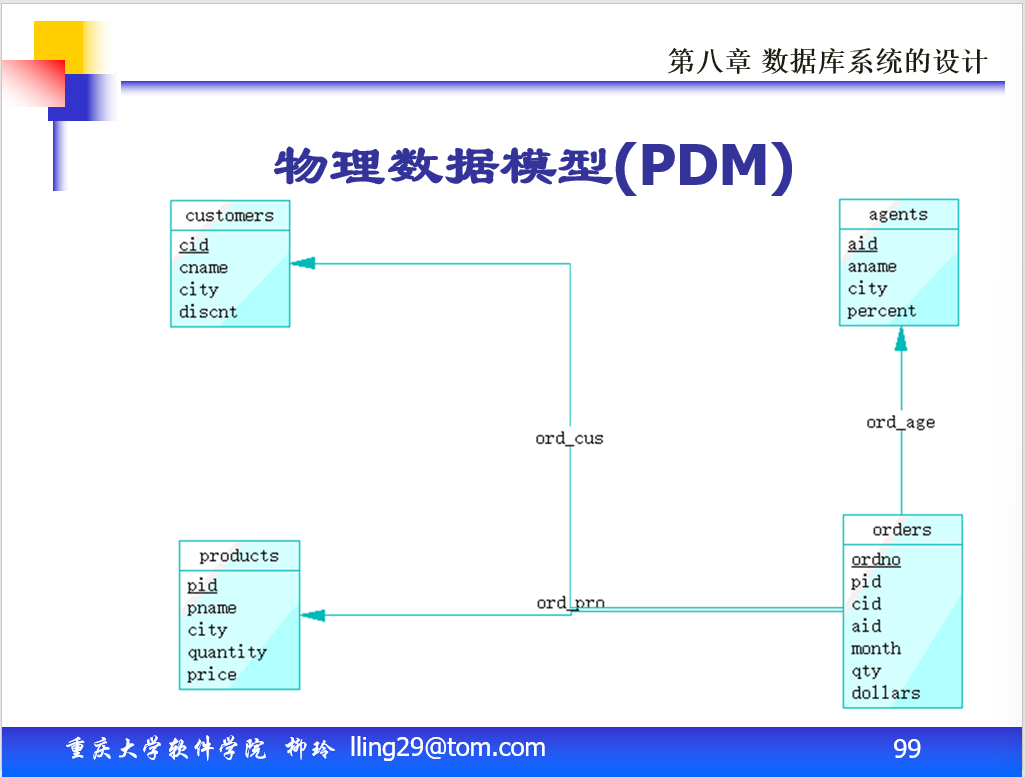 第八章 数据库系统的设计
物理数据模型(PDM)
customers
cid
cname
city
discnt
agents
aid
aname
city
percent
ord_cus
ord_age
products
pid
pname
city
quantity
price
ord_pro
orders
ordno
pid
cid
aid
month
qty
dollars
重庆大学软件学院 柳玲 lling29@tom.com
99